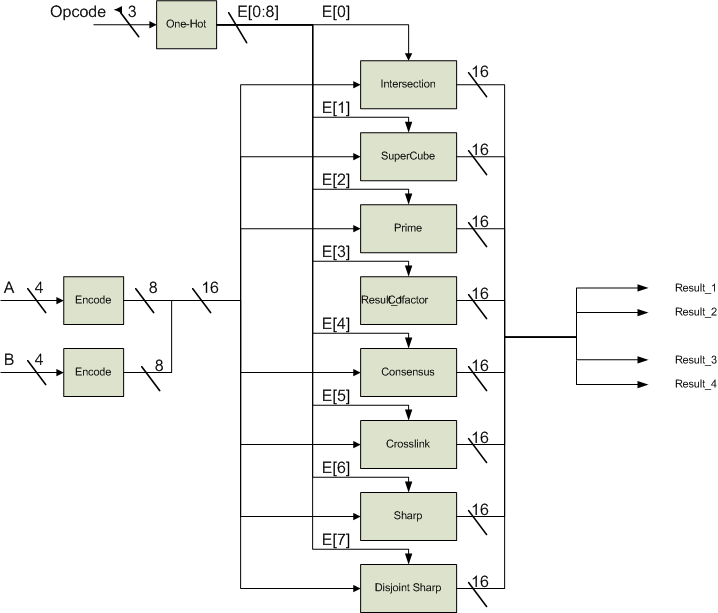 Opcode
3
One-Hot
E[0:8]
E[0]
Intersection
16
E[1]
SuperCube
16
E[2]
Prime
16
E[3]
Result_1
Cofactor
16
E[4]
Consensus
16
E[5]
Crosslink
16
E[6]
Sharp
16
E[7]
Disjoint Sharp
16
A
4
Encode
8
16
B
4
Encode
8
Result_1
Result_2
Result_3
Result_4